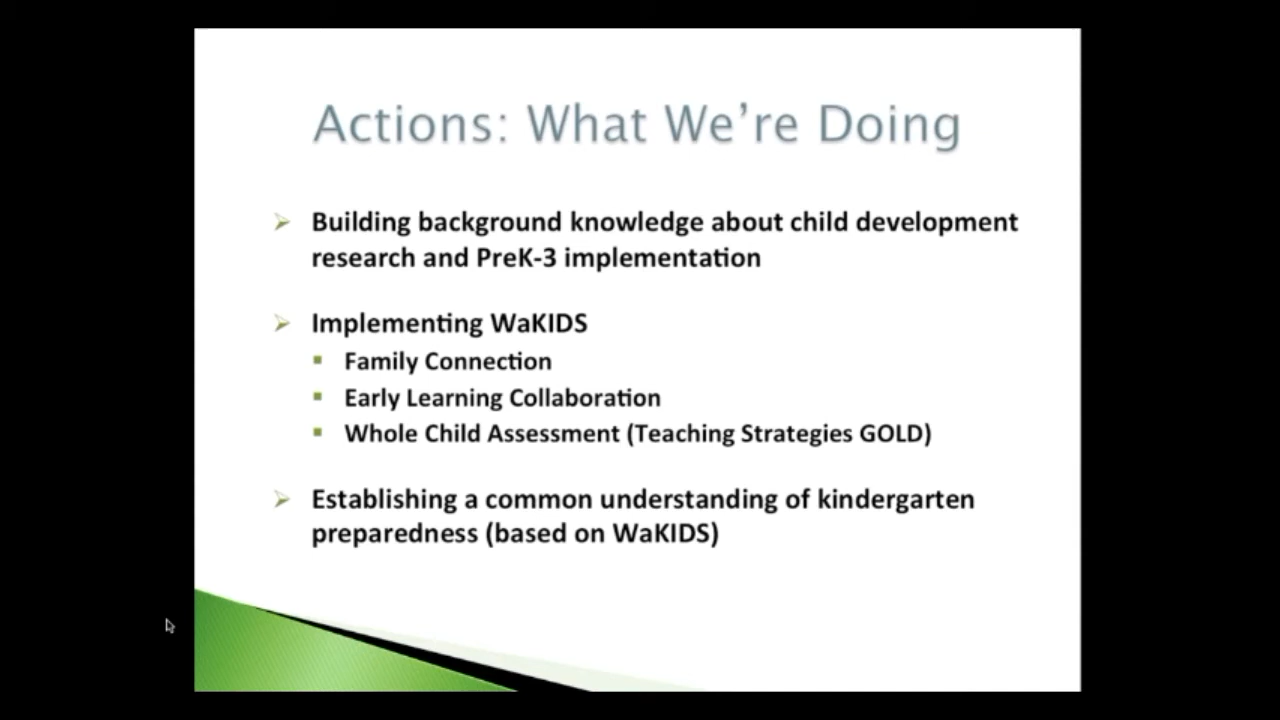 Actions: What We're Doing
Building background knowledge about child development
research and PreK-3 implementation
Implementing WaKIDS
Family Connection
Early Learning Collaboration
Whole Child Assessment (Teaching Strategies GOLD)
Establishing a common understanding of kindergarten
preparedness (based on WaKIDS)